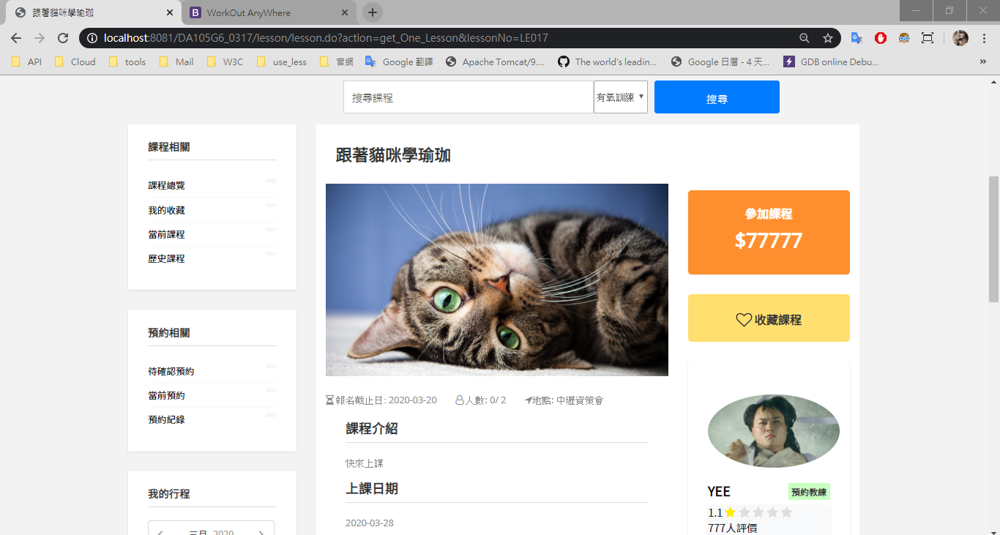 跟著貓咪學瑜珈
WorkOut AnyWhere
localhost:8081/DA105G6_0317/lesson/lesson.do?action=get_One_Lesson&lessonNo=LE017
API Cloud tools Mail W3C use_less 官網 Google 翻譯 Apache Tomcat/9.... The world's leadin... Google 日曆 - 4 天... GDB online Debu... »
搜尋課程 有氧訓練 搜尋
課程相關
課程總覽
我的收藏
當前課程
歷史課程
預約相關
待確認預約
當前預約
預約紀錄
我的行程
三月 2020
跟著貓咪學瑜珈
報名截止日: 2020-03-20 人數: 0/ 2 地點: 中壢資策會
課程介紹
快來上課
上課日期
2020-03-28
參加課程
$77777
收藏課程
YEE 預約教練
1.1
777人評價